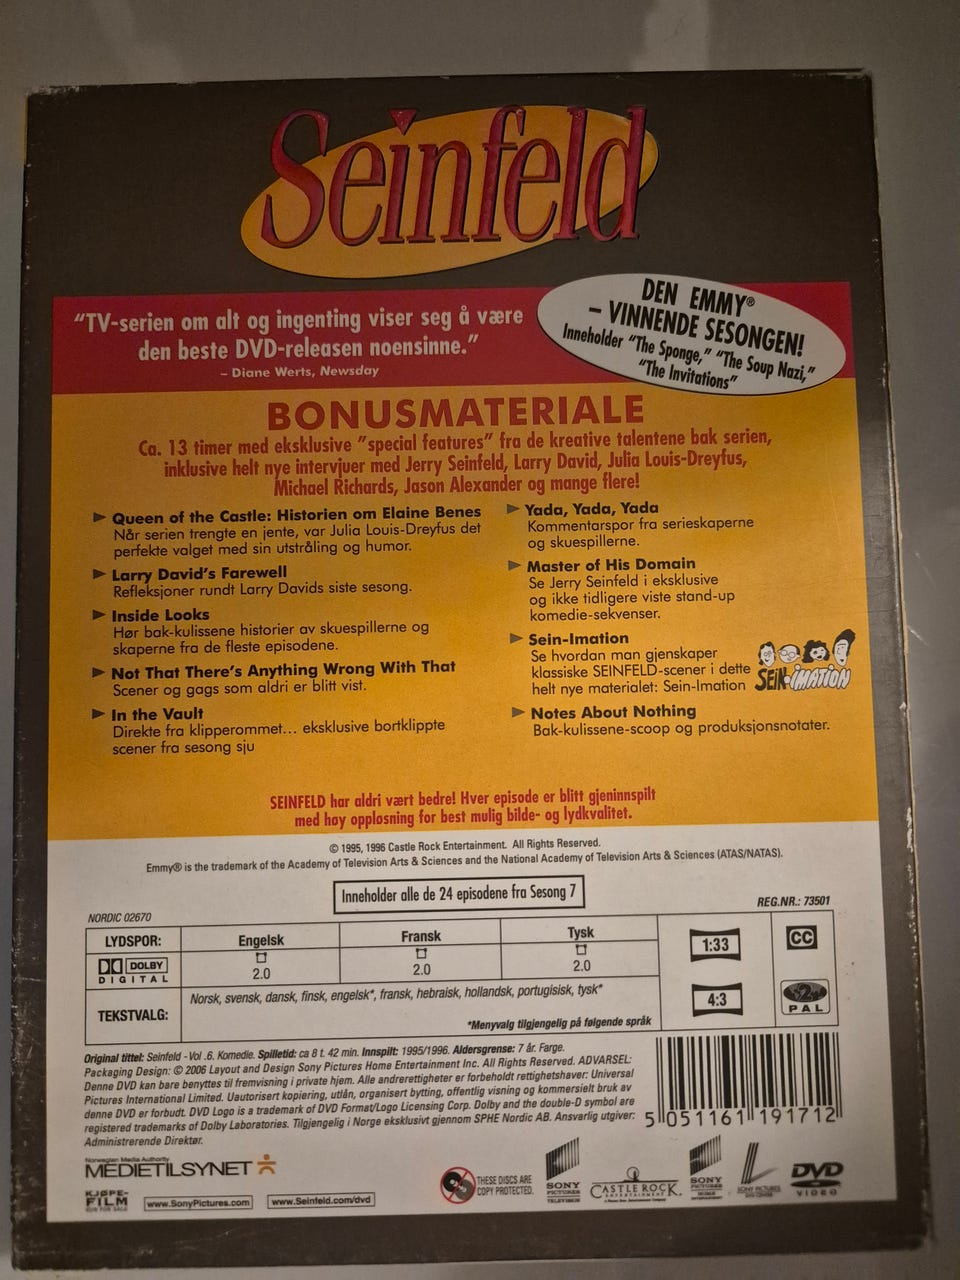 Seinfeld
"TV-serien om alt og ingenting viser seg å være
den beste DVD-releasen noensinne."
– Diane Werts, Newsday
DEN EMMY®
– VINNENDE SESONGEN!
Inneholder "The Sponge," "The Soup Nazi,"
"The Invitations"
BONUSMATERIALE
Ca. 13 timer med eksklusive "special features" fra de kreative talentene bak serien,
inklusive helt nye intervjuer med Jerry Seinfeld, Larry David, Julia Louis-Dreyfus,
Michael Richards, Jason Alexander og mange flere!
Queen of the Castle: Historien om Elaine Benes
Når serien trengte en jente, var Julia Louis-Dreyfus det
perfekte valget med sin utstråling og humor.
Larry David's Farewell
Refleksjoner rundt Larry Davids siste sesong.
Inside Looks
Hør bak-kulissene historier av skuespillerne og
skaperne fra de fleste episodene.
Not That There's Anything Wrong With That
Scener og gags som aldri er blitt vist.
In the Vault
Direkte fra klipperommet... eksklusive bortklippte
scener fra sesong sju
Yada, Yada, Yada
Kommentarspor fra serieskaperne
og skuespillerne.
Master of His Domain
Se Jerry Seinfeld i eksklusive
og ikke tidligere viste stand-up
komedie-sekvenser.
Sein-Imation
Se hvordan man gjenskaper
klassiske SEINFELD-scener i dette
helt nye materialet: Sein-Imation
SEIN-IMATION
Notes About Nothing
Bak-kulissene-scoop og produksjonsnotater.
SEINFELD har aldri vært bedre! Hver episode er blitt gjeninnspilt
med høy oppløsning for best mulig bilde- og lydkvalitet.
© 1995, 1996 Castle Rock Entertainment. All Rights Reserved.
Emmy® is the trademark of the Academy of Television Arts & Sciences and the National Academy of Television Arts & Sciences (ATAS/NATAS).
Inneholder alle de 24 episodene fra Sesong 7
NORDIC 02670
REG.NR.: 73501
LYDSPOR:
Engelsk
Fransk
Tysk
DOLBY
DIGITAL
2.0
2.0
2.0
1:33
CC
TEKSTVALG:
Norsk, svensk, dansk, finsk, engelsk*, fransk, hebraisk, hollandsk, portugisisk, tysk*
*Menyvalg tilgjengelig på følgende språk
4:3
2
PAL
Original tittel: Seinfeld - Vol .6. Komedie. Spilletid: ca 8 t. 42 min. Innspilt: 1995/1996. Aldersgrense: 7 år. Farge.
Packaging Design: © 2006 Layout and Design Sony Pictures Home Entertainment Inc. All Rights Reserved. ADVARSEL:
Denne DVD kan bare benyttes til fremvisning i private hjem. Alle andrerettigheter er forbeholdt rettighetshaver: Universal
Pictures International Limited. Uautorisert kopiering, utlån, organisert bytting, offentlig visning og kommersielt bruk av
denne DVD er forbudt. DVD Logo is a trademark of DVD Format/Logo Licensing Corp. Dolby and the double-D symbol are
registered trademarks of Dolby Laboratories. Tilgjengelig i Norge eksklusivt gjennom SPHE Nordic AB. Ansvarlig utgiver:
Administrerende Direktør.
5 051161 191712
Norwegian Media Authority
MEDIETILSYNET
KJØPE-
FILM
www.SonyPictures.com
www.Seinfeld.com/dvd
THESE DISCS ARE
COPY PROTECTED.
SONY
PICTURES
TELEVISION
CASTLE ROCK
ENTERTAINMENT
SONY
PICTURES
HOME
ENTERTAINMENT
DVD
VIDEO